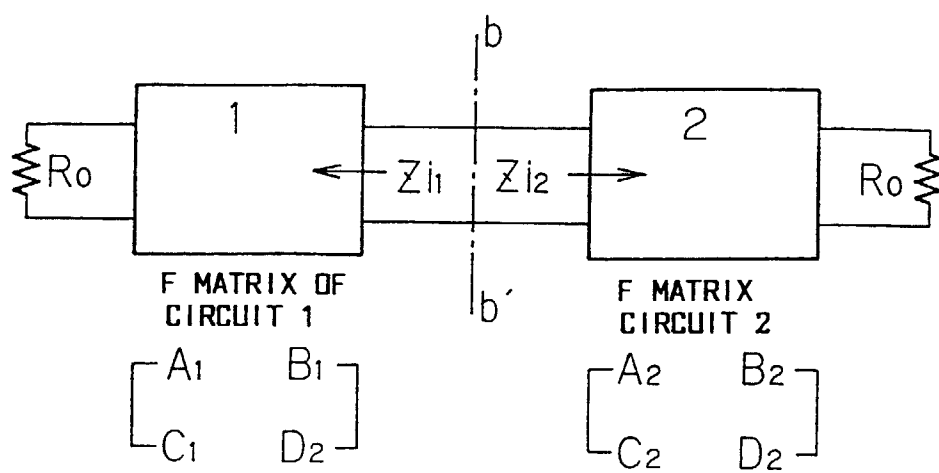 b
1
2
Ro
Zi1
Zi2
Ro
b´
F MATRIX OF
CIRCUIT 1
F MATRIX
CIRCUIT 2
A1 B1
C1 D2
A2 B2
C2 D2